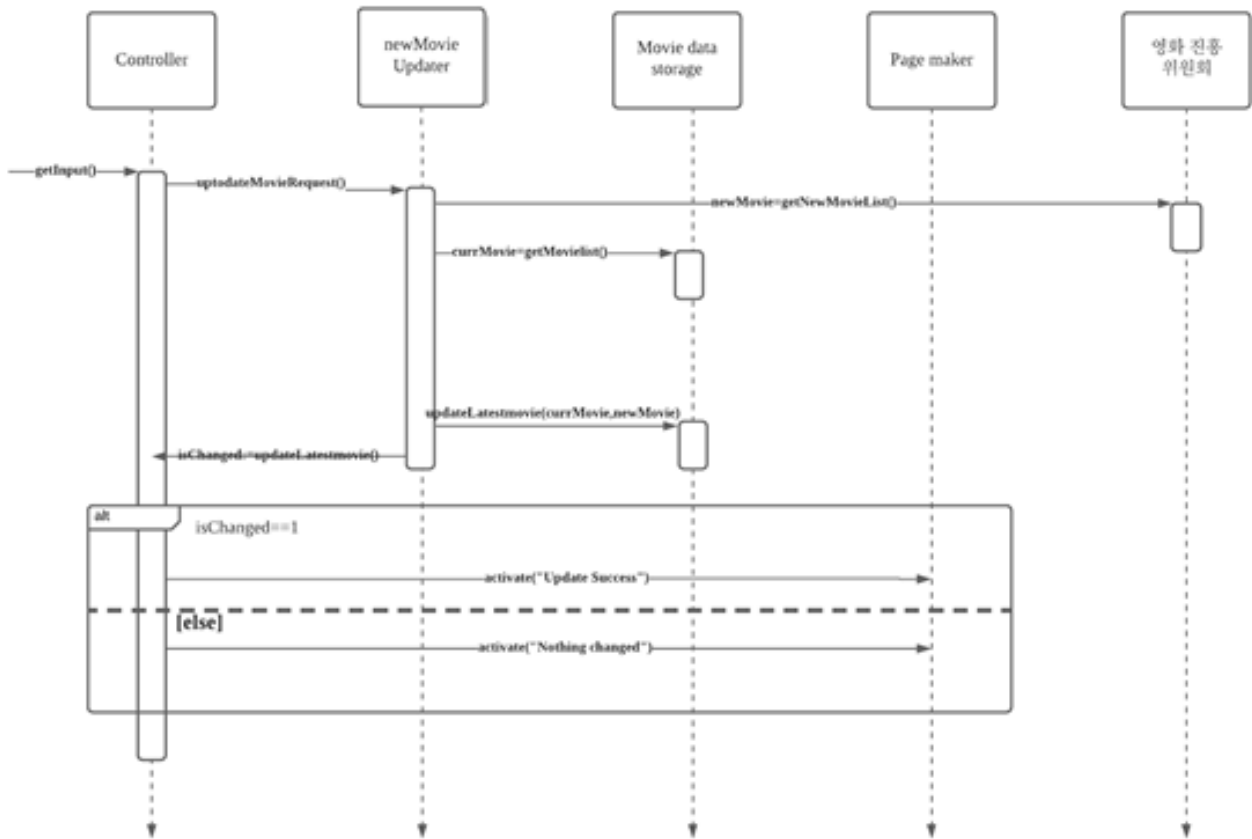 Controller
newMovie
Updater
Movie data
storage
Page maker
영화 진흥
위원회
getInput()
uptodateMovieRequest()
newMovie=getNewMovieList()
currMovie=getMovielist()
updateLatestmovie(currMovie,newMovie)
isChanged:=updateLatestmovie()
alt
isChanged==1
activate("Update Success")
[else]
activate("Nothing changed")